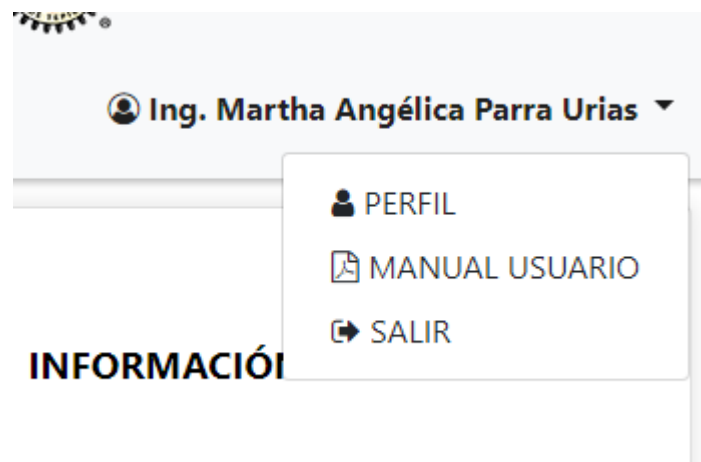 ®
Ing. Martha Angélica Parra Urias
PERFIL
MANUAL USUARIO
SALIR
INFORMACIÓ